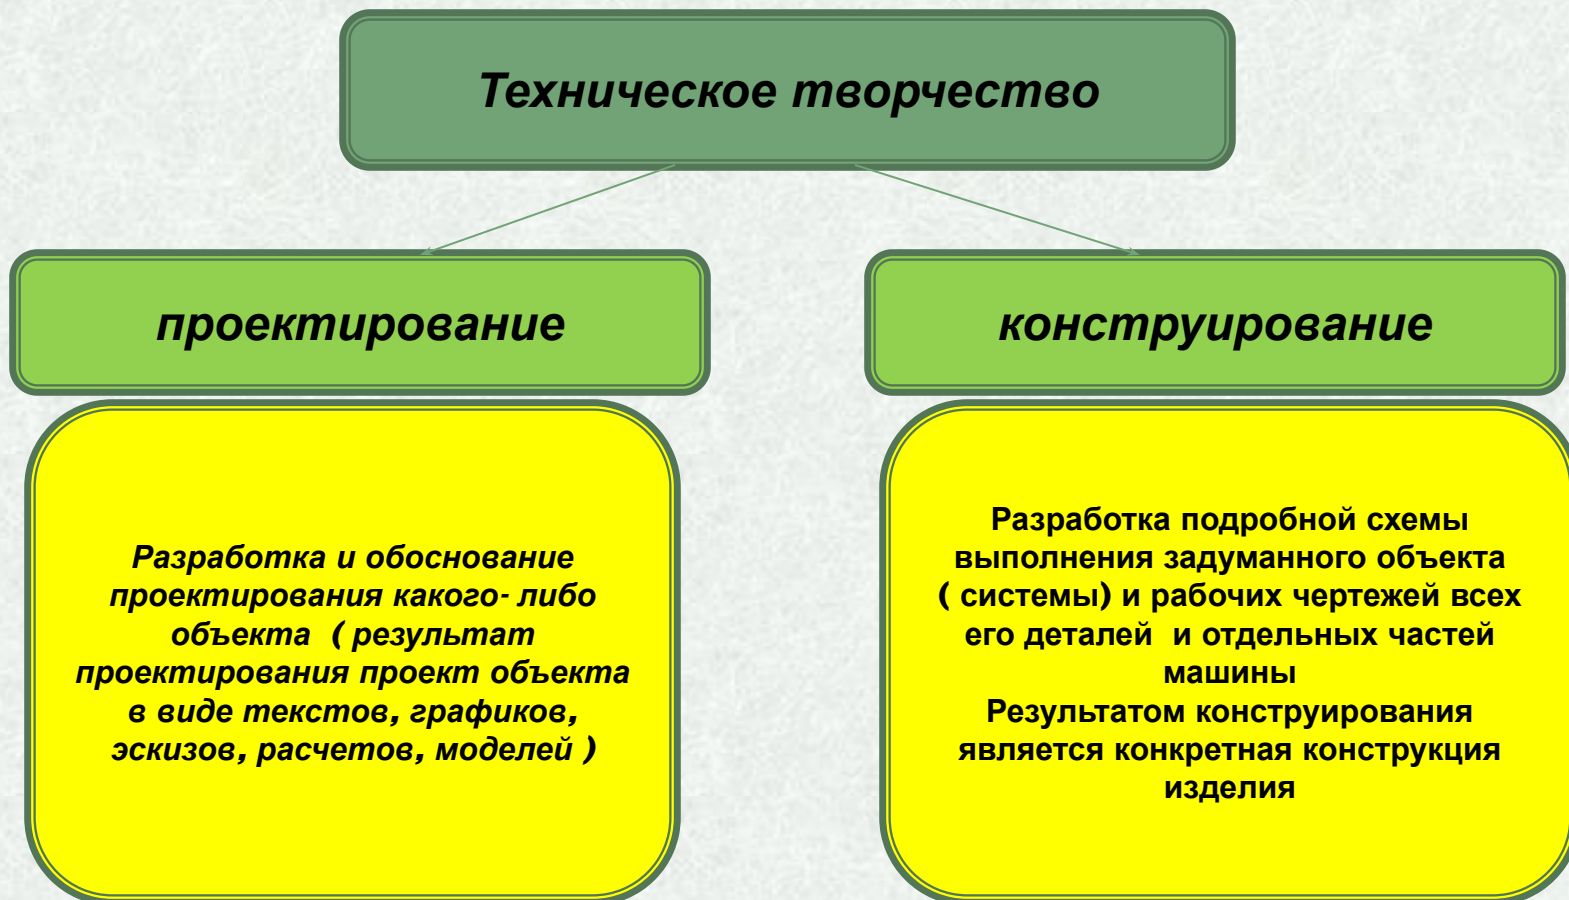 Техническое творчество
проектирование
Разработка и обоснование
проектирования какого- либо
объекта ( результат
проектирования проект объекта
в виде текстов, графиков,
эскизов, расчетов, моделей )
конструирование
Разработка подробной схемы
выполнения задуманного объекта
( системы) и рабочих чертежей всех
его деталей и отдельных частей
машины
Результатом конструирования
является конкретная конструкция
изделия